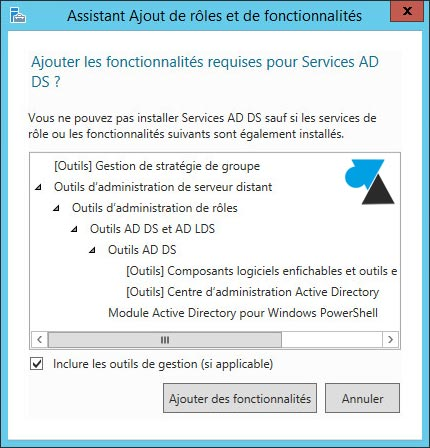 Assistant Ajout de rôles et de fonctionnalités
x
Ajouter les fonctionnalités requises pour Services AD
DS ?
Vous ne pouvez pas installer Services AD DS sauf si les services de
rôle ou les fonctionnalités suivants sont également installés.
[Outils] Gestion de stratégie de groupe
Outils d'administration de serveur distant
Outils d'administration de rôles
Outils AD DS et AD LDS
Outils AD DS
[Outils] Composants logiciels enfichables et outils e
[Outils] Centre d'administration Active Directory
Module Active Directory pour Windows PowerShell
Inclure les outils de gestion (si applicable)
Ajouter des fonctionnalités
Annuler